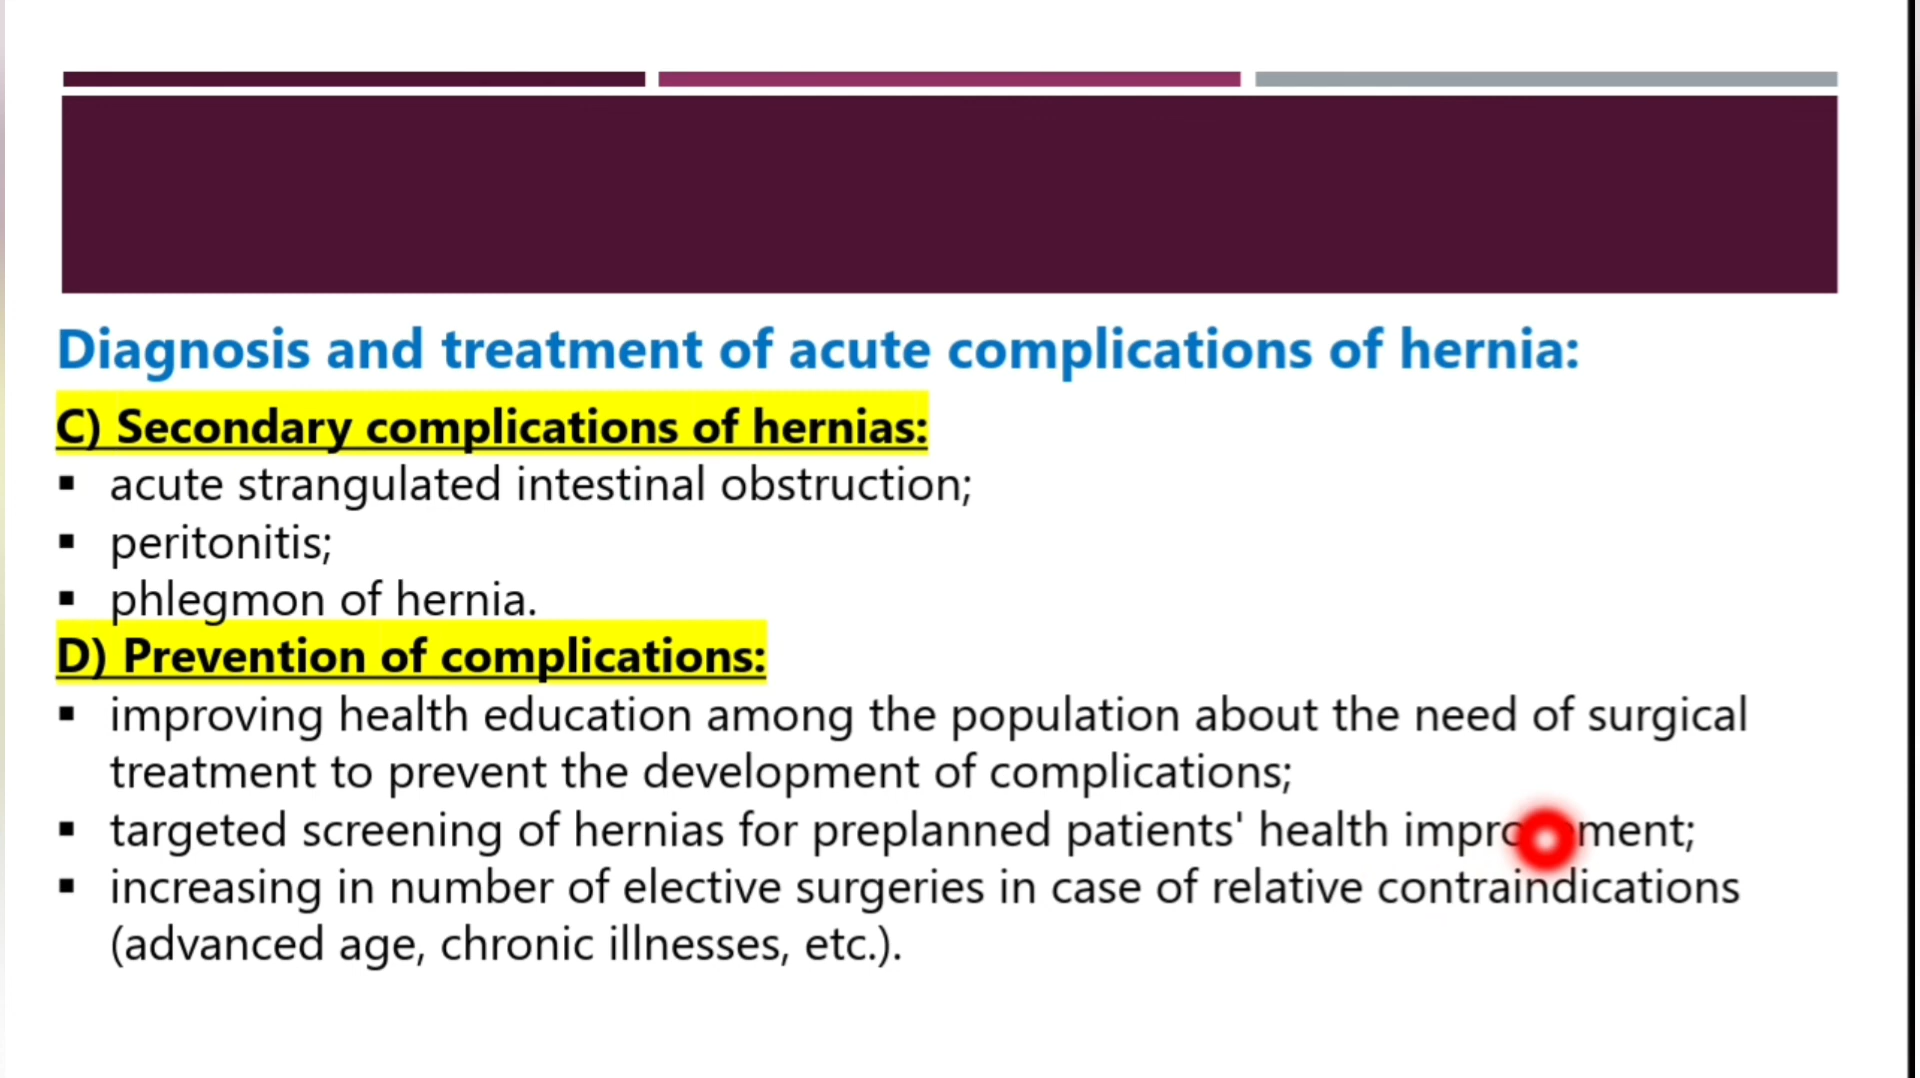 Diagnosis and treatment of acute complications of hernia:
C) Secondary complications of hernias:
▪ acute strangulated intestinal obstruction;
▪ peritonitis;
▪ phlegmon of hernia.
D) Prevention of complications:
▪ improving health education among the population about the need of surgical
treatment to prevent the development of complications;
▪ targeted screening of hernias for preplanned patients' health improvement;
▪ increasing in number of elective surgeries in case of relative contraindications
(advanced age, chronic illnesses, etc.).